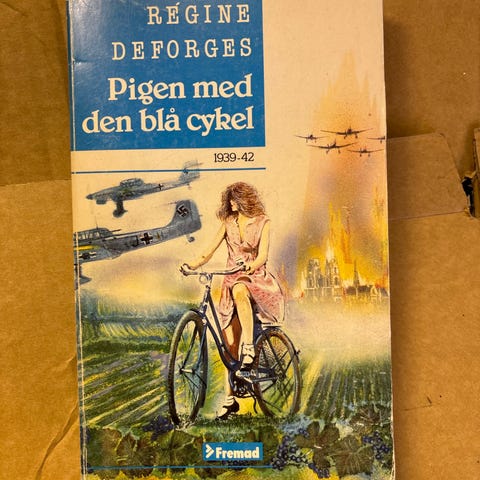 RÉGINE
DEFORGES
Pigen med
den blå cykel
1939-42
Fremad